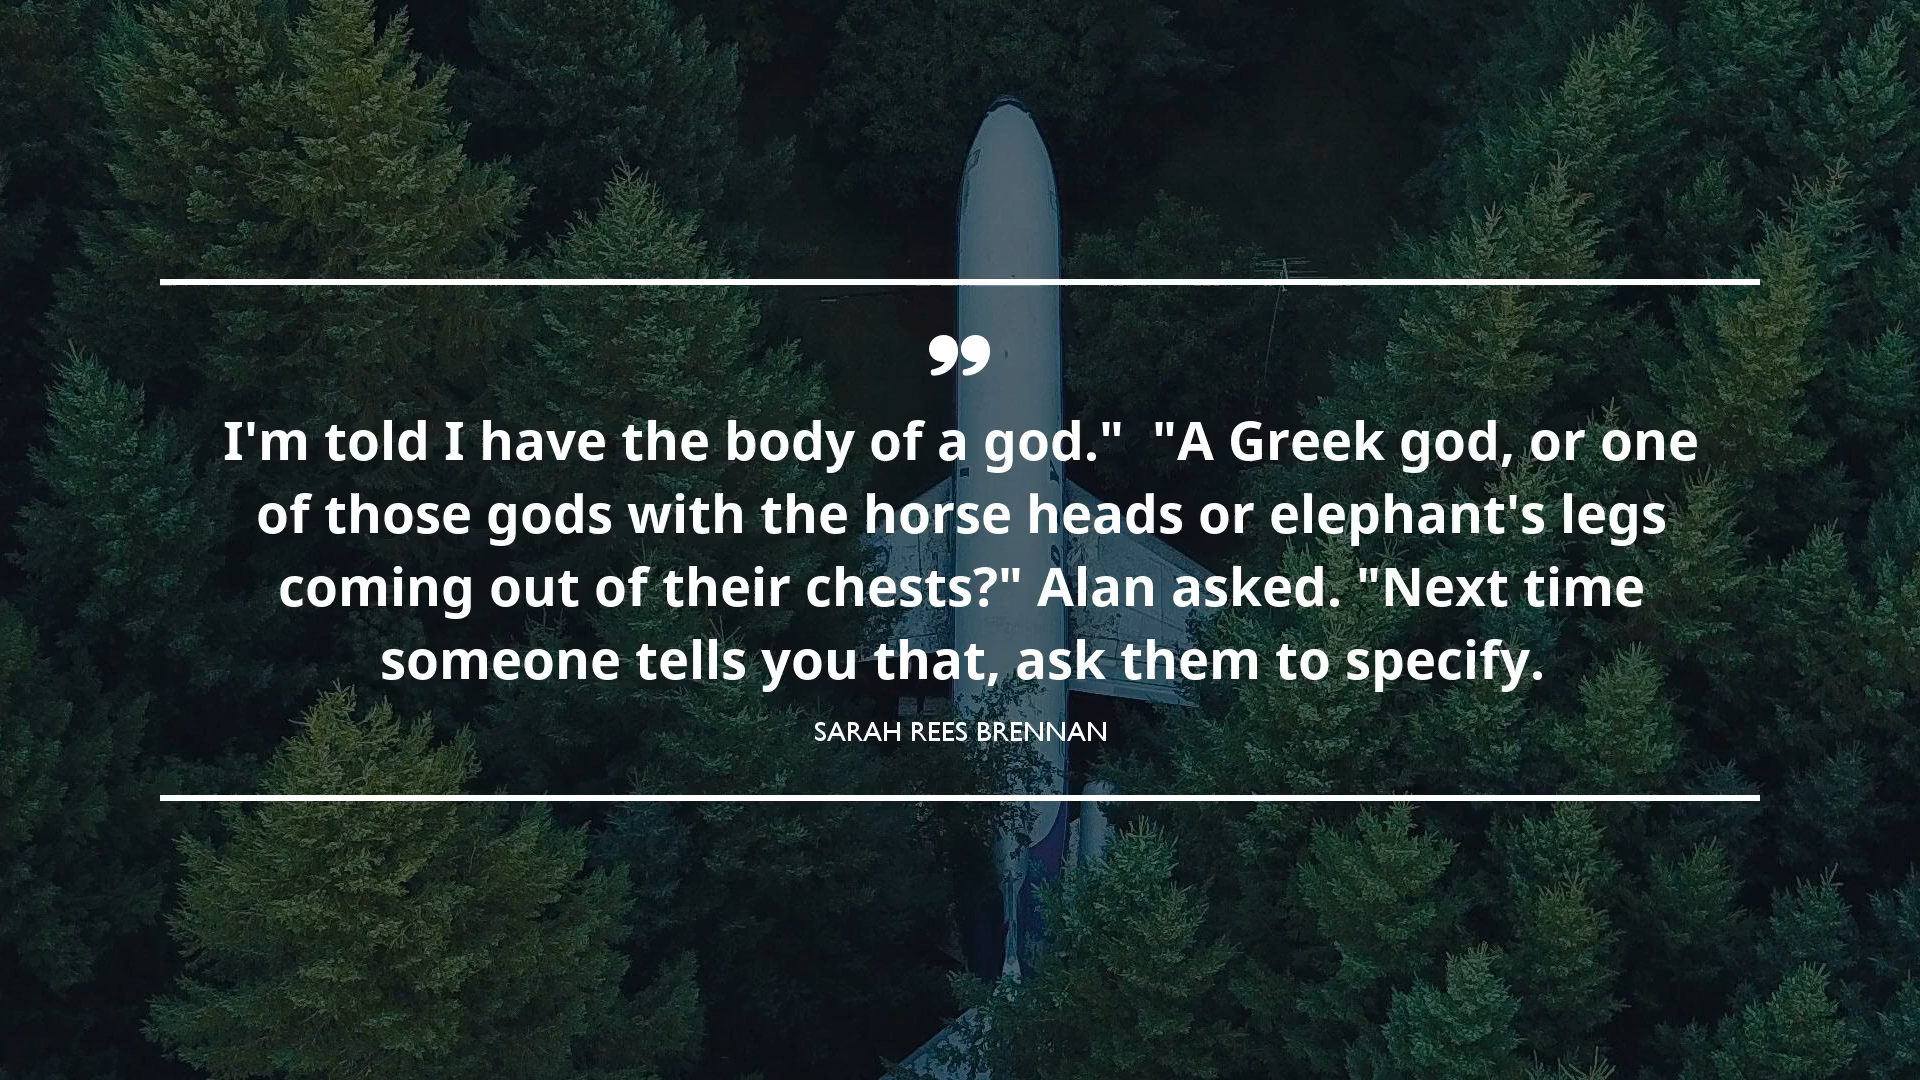 ”
I'm told I have the body of a god."  "A Greek god, or one
of those gods with the horse heads or elephant's legs
coming out of their chests?" Alan asked.  "Next time
someone tells you that, ask them to specify.
SARAH REES BRENNAN